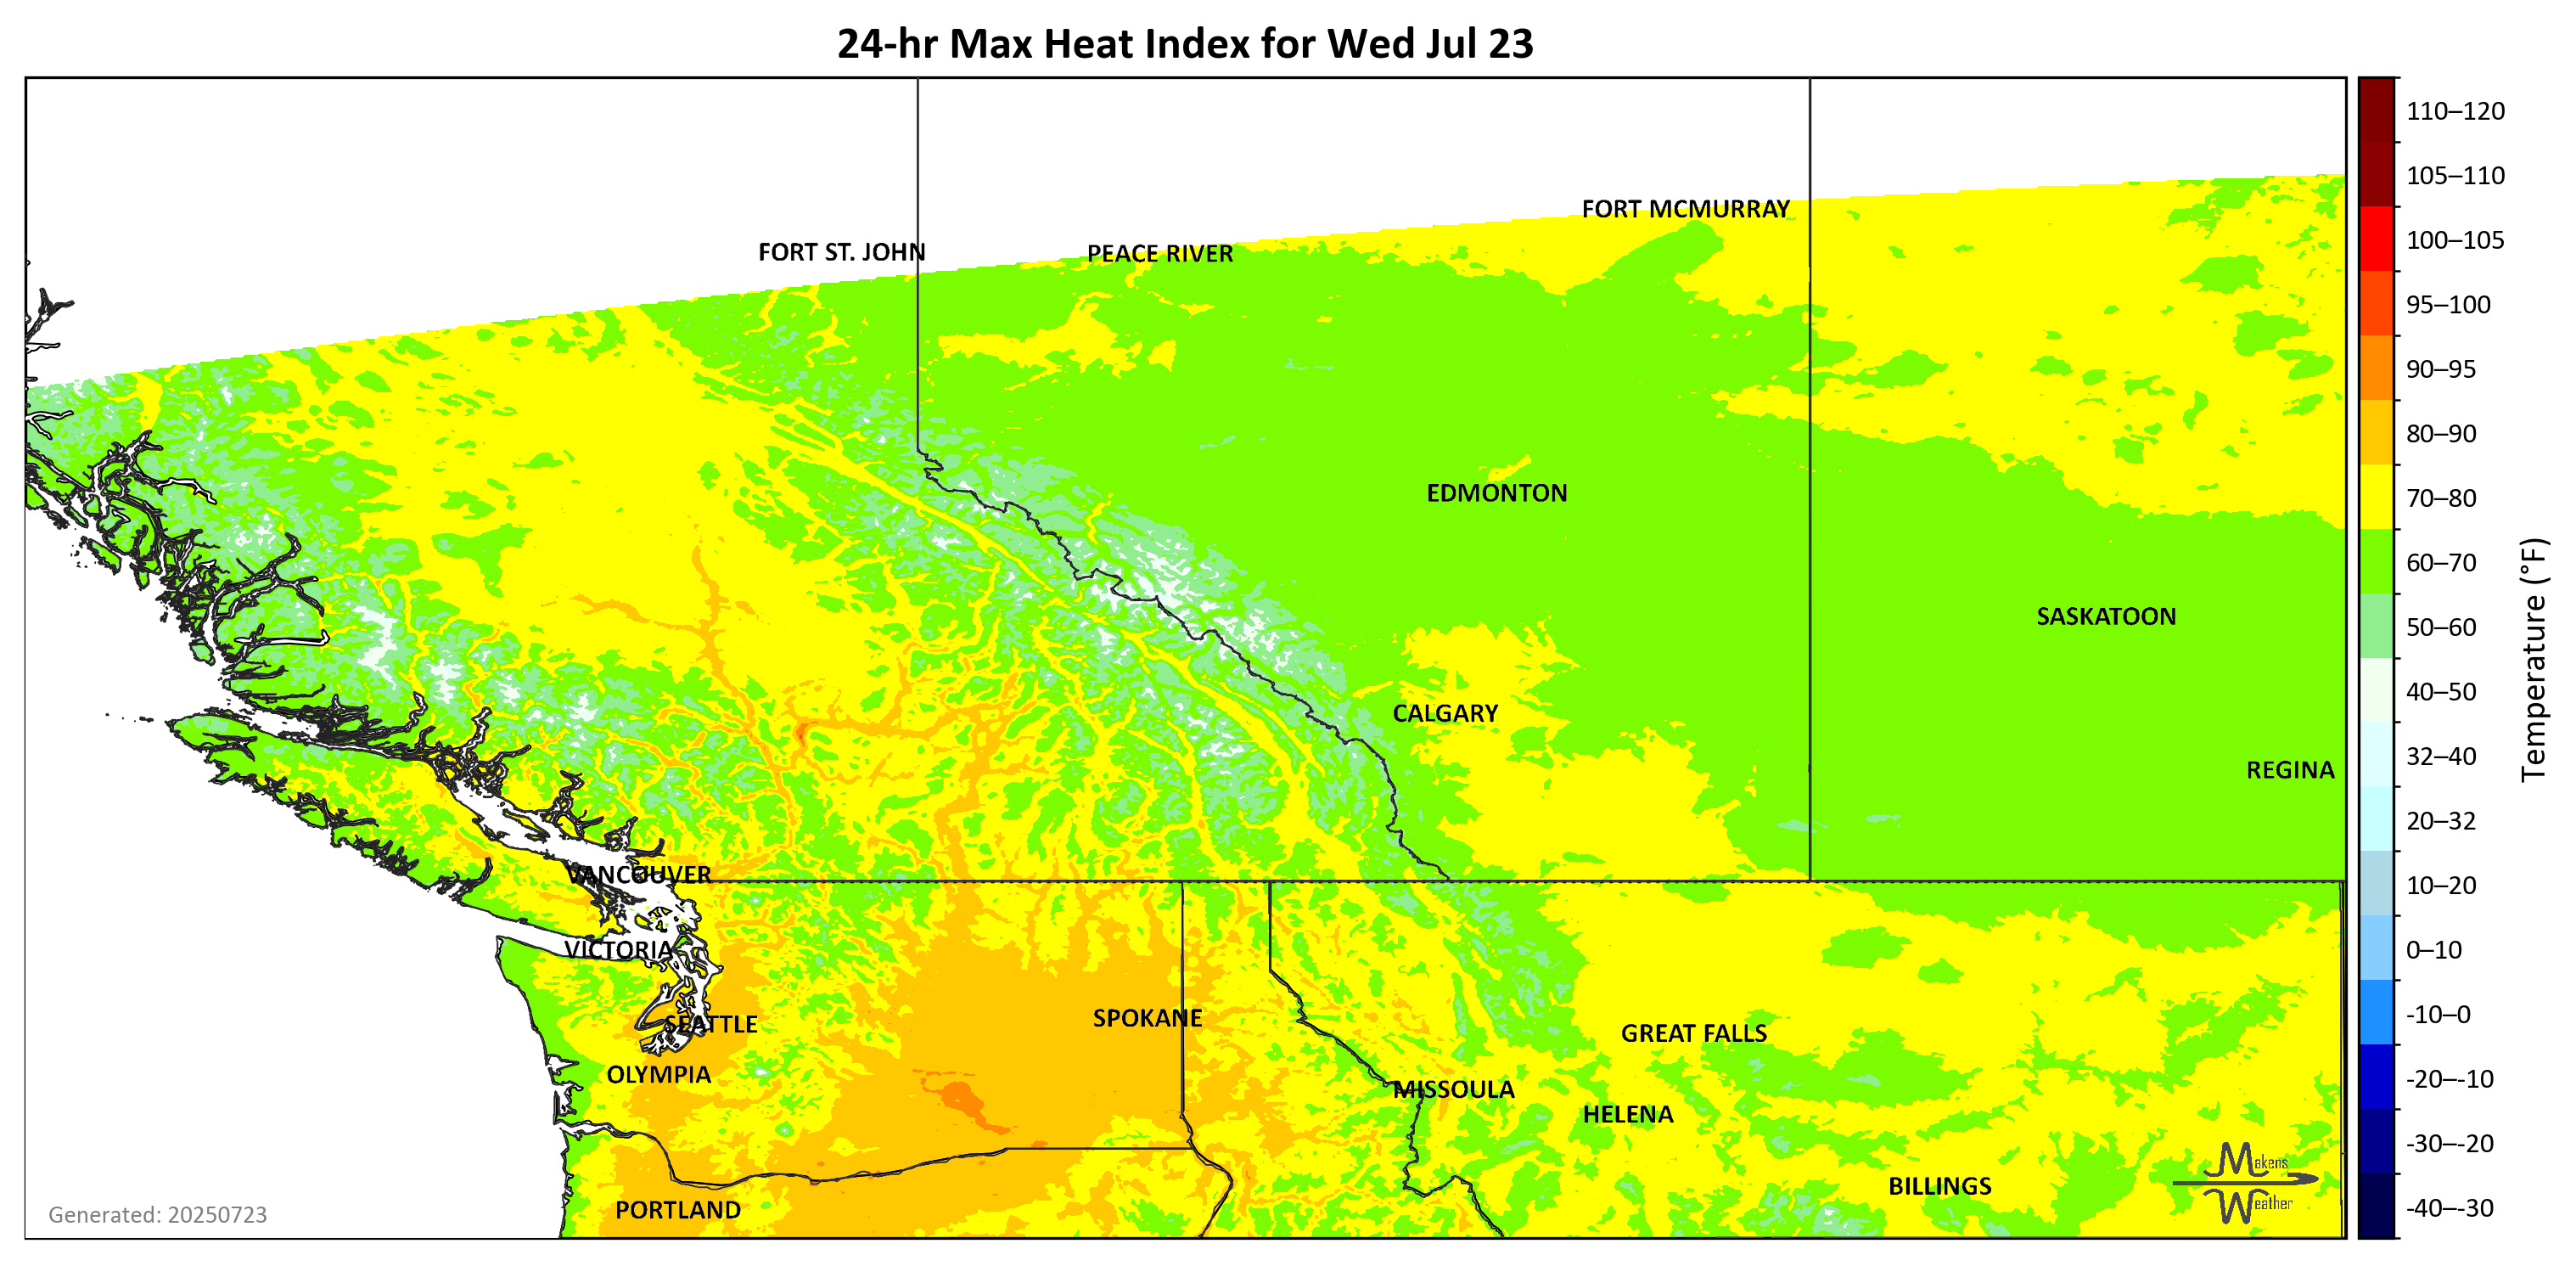 24-hr Max Heat Index for Wed Jul 23
FORT MCMURRAY
FORT ST. JOHN
PEACE RIVER
EDMONTON
SASKATOON
CALGARY
REGINA
VANCOUVER
VICTORIA
SPOKANE
SEATTLE
GREAT FALLS
OLYMPIA
MISSOULA
HELENA
BILLINGS
PORTLAND
Makens
Weather
Generated: 20250723
110–120
105–110
100–105
95–100
90–95
80–90
70–80
60–70
50–60
40–50
32–40
20–32
10–20
0–10
-10–0
-20–-10
-30–-20
-40–-30
Temperature (°F)